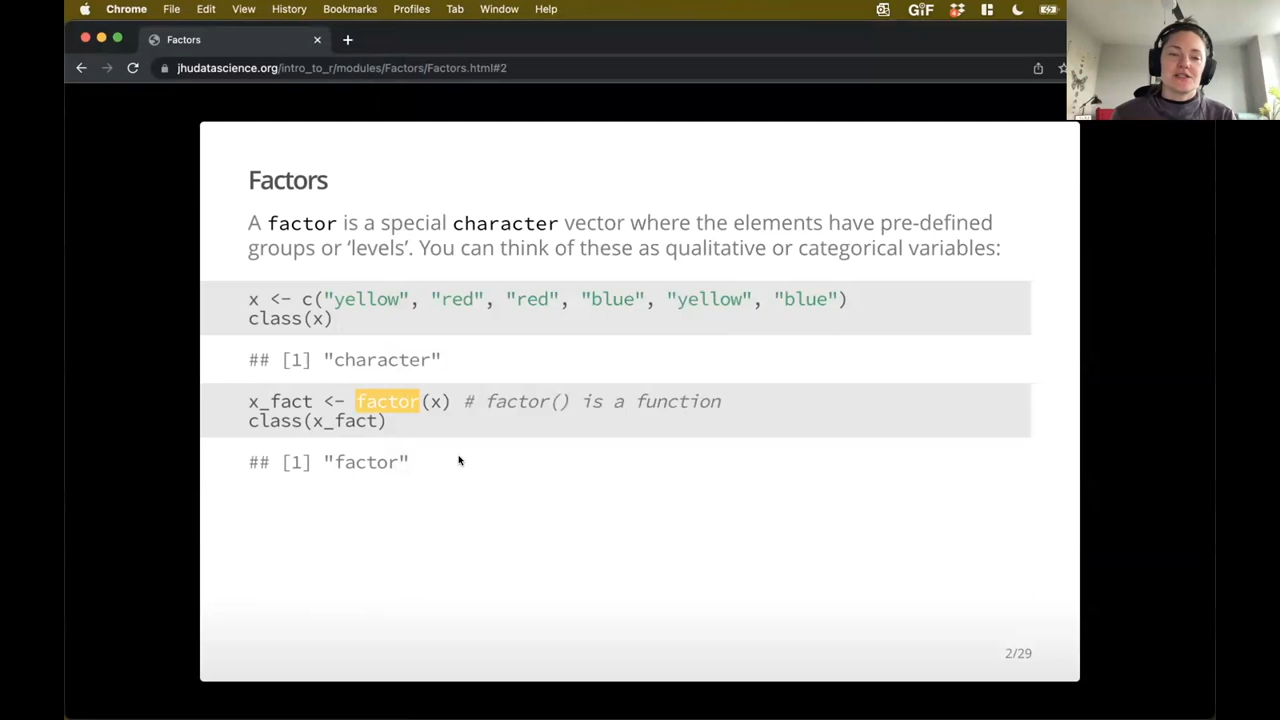 Chrome File Edit View History Bookmarks Profiles Tab Window Help GIF
Factors
jhudatascience.org/intro_to_r/modules/Factors/Factors.html#2
Factors
A factor is a special character vector where the elements have pre-defined
groups or ‘levels’. You can think of these as qualitative or categorical variables:
x <- c("yellow", "red", "red", "blue", "yellow", "blue")
class(x)
## [1] "character"
x_fact <- factor(x) # factor() is a function
class(x_fact)
## [1] "factor"
2/29